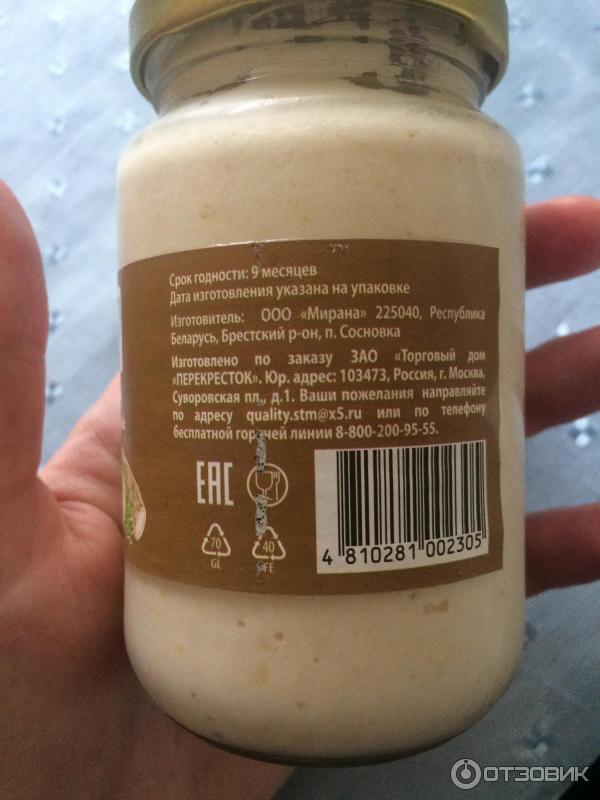 Срок годности: 9 месяцев
Дата изготовления указана на упаковке
Изготовитель: ООО «Мирана» 225040, Республика
Беларусь, Брестский р-он, п. Сосновка
Изготовлено по заказу ЗАО «Торговый дом
"ПЕРЕКРЕСТОК». Юр. адрес: 103473, Россия, г. Москва,
Суворовская пл., д.1. Ваши пожелания направляйте
по адресу quality.stm@x5.ru или по телефону
бесплатной горячей линии 8-800-200-95-55.
EAC
70 40
GL FE
4 810281 002305
ОТЗОВИК